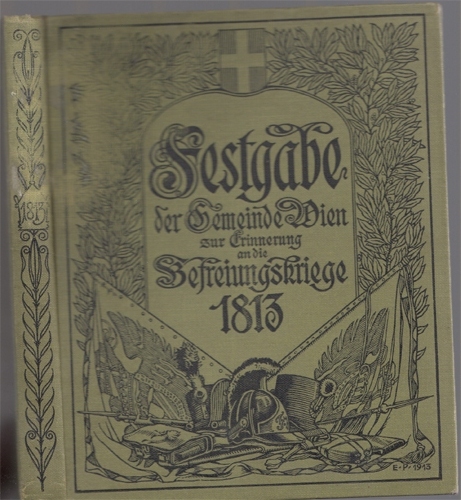 Festgabe
der Gemeinde Wien
zur Erinnerung
an die
Befreiungskriege
1813
1813
E·P·1913